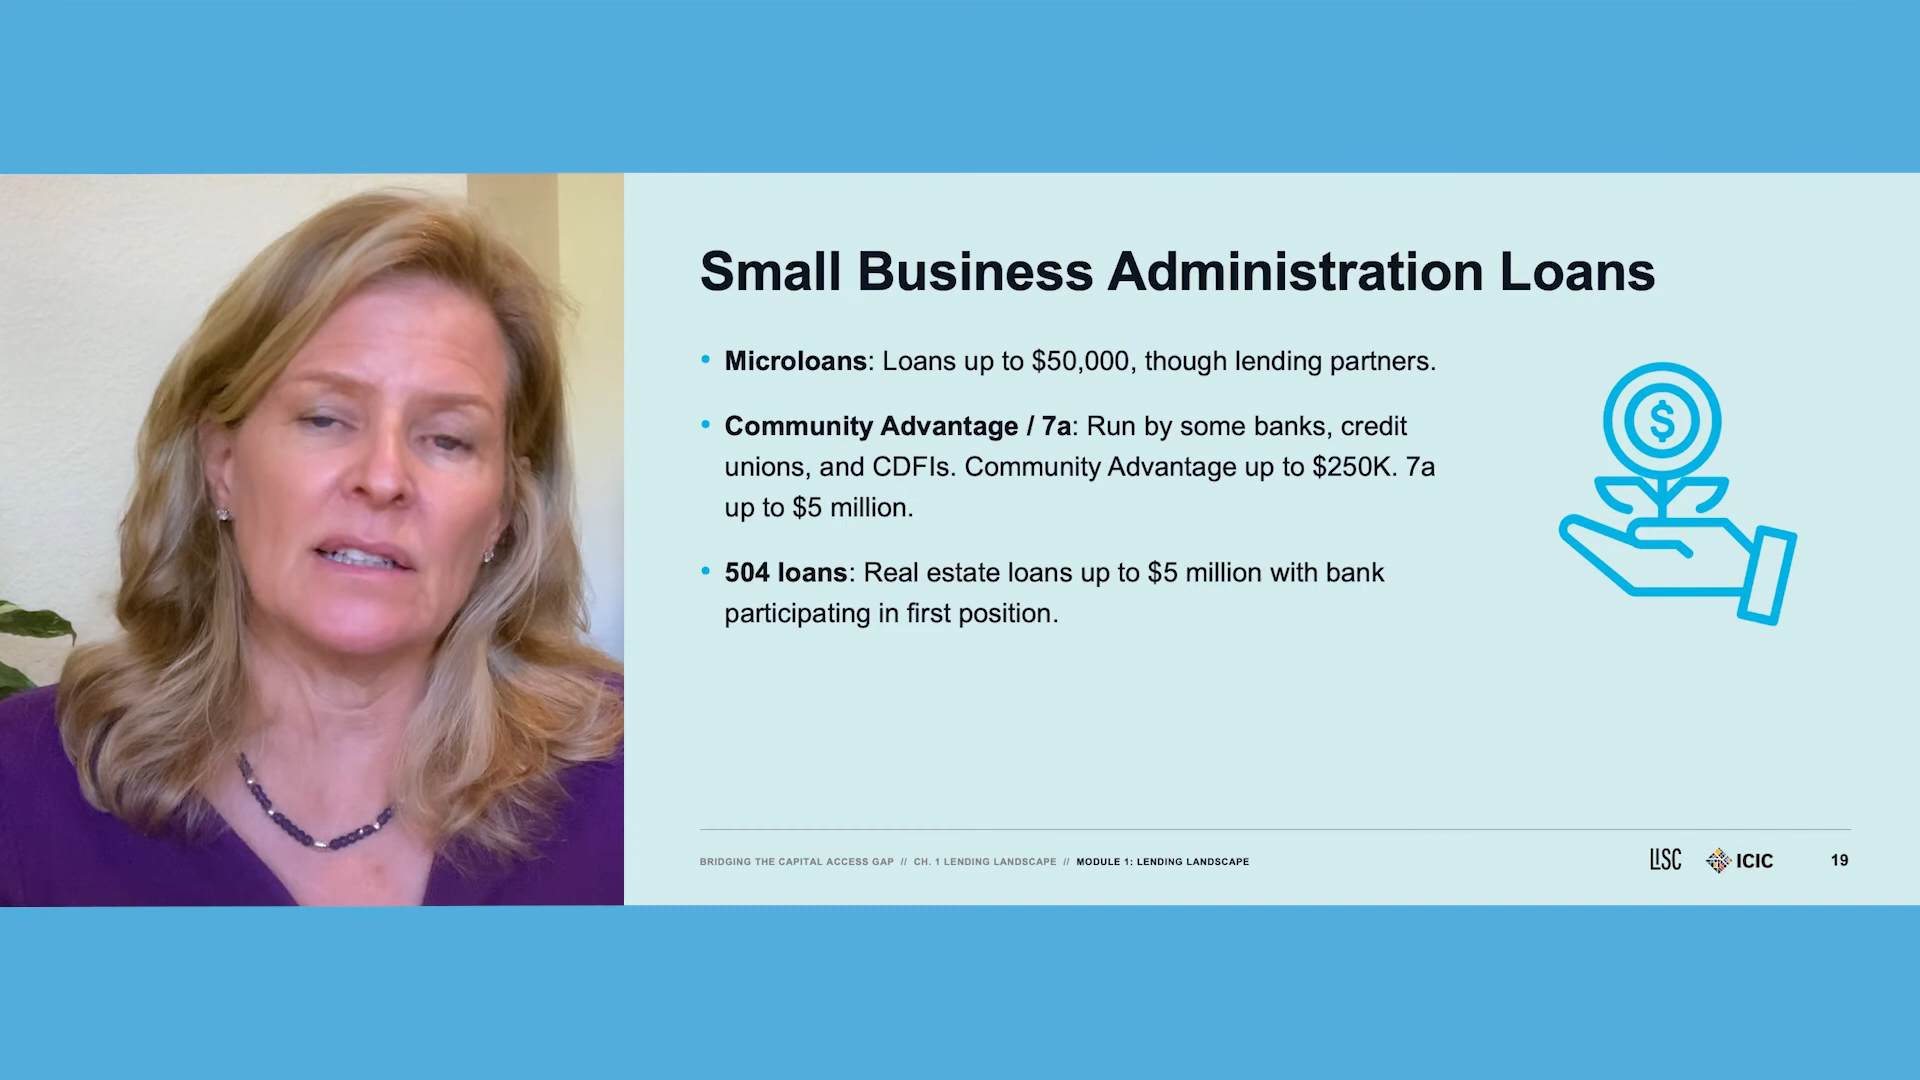 Small Business Administration Loans
• Microloans: Loans up to $50,000, though lending partners.
• Community Advantage / 7a: Run by some banks, credit
unions, and CDFIs. Community Advantage up to $250K. 7a
up to $5 million.
• 504 loans: Real estate loans up to $5 million with bank
participating in first position.
$
BRIDGING THE CAPITAL ACCESS GAP // CH. 1 LENDING LANDSCAPE // MODULE 1: LENDING LANDSCAPE
LISC ICIC 19